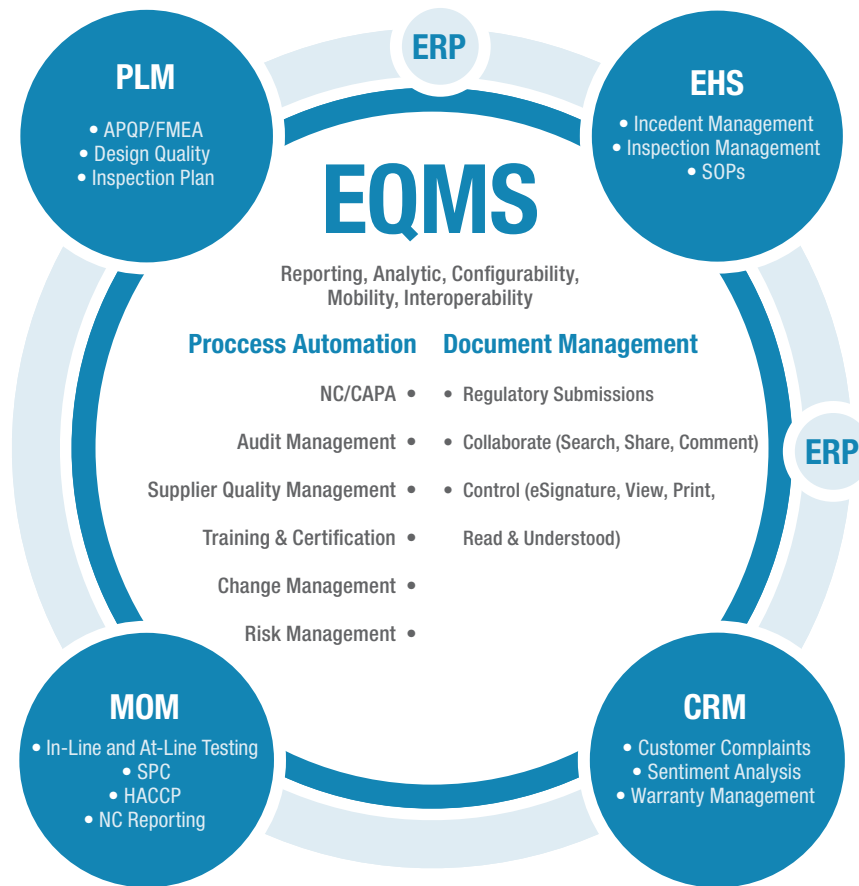 ERP
PLM
• APQP/FMEA
• Design Quality
• Inspection Plan
EHS
• Incedent Management
• Inspection Management
• SOPs
EQMS
Reporting, Analytic, Configurability,
Mobility, Interoperability
Proccess Automation
NC/CAPA •
Audit Management •
Supplier Quality Management •
Training & Certification •
Change Management •
Risk Management •
Document Management
• Regulatory Submissions
• Collaborate (Search, Share, Comment)
• Control (eSignature, View, Print,
Read & Understood)
ERP
MOM
• In-Line and At-Line Testing
• SPC
• HACCP
• NC Reporting
CRM
• Customer Complaints
• Sentiment Analysis
• Warranty Management